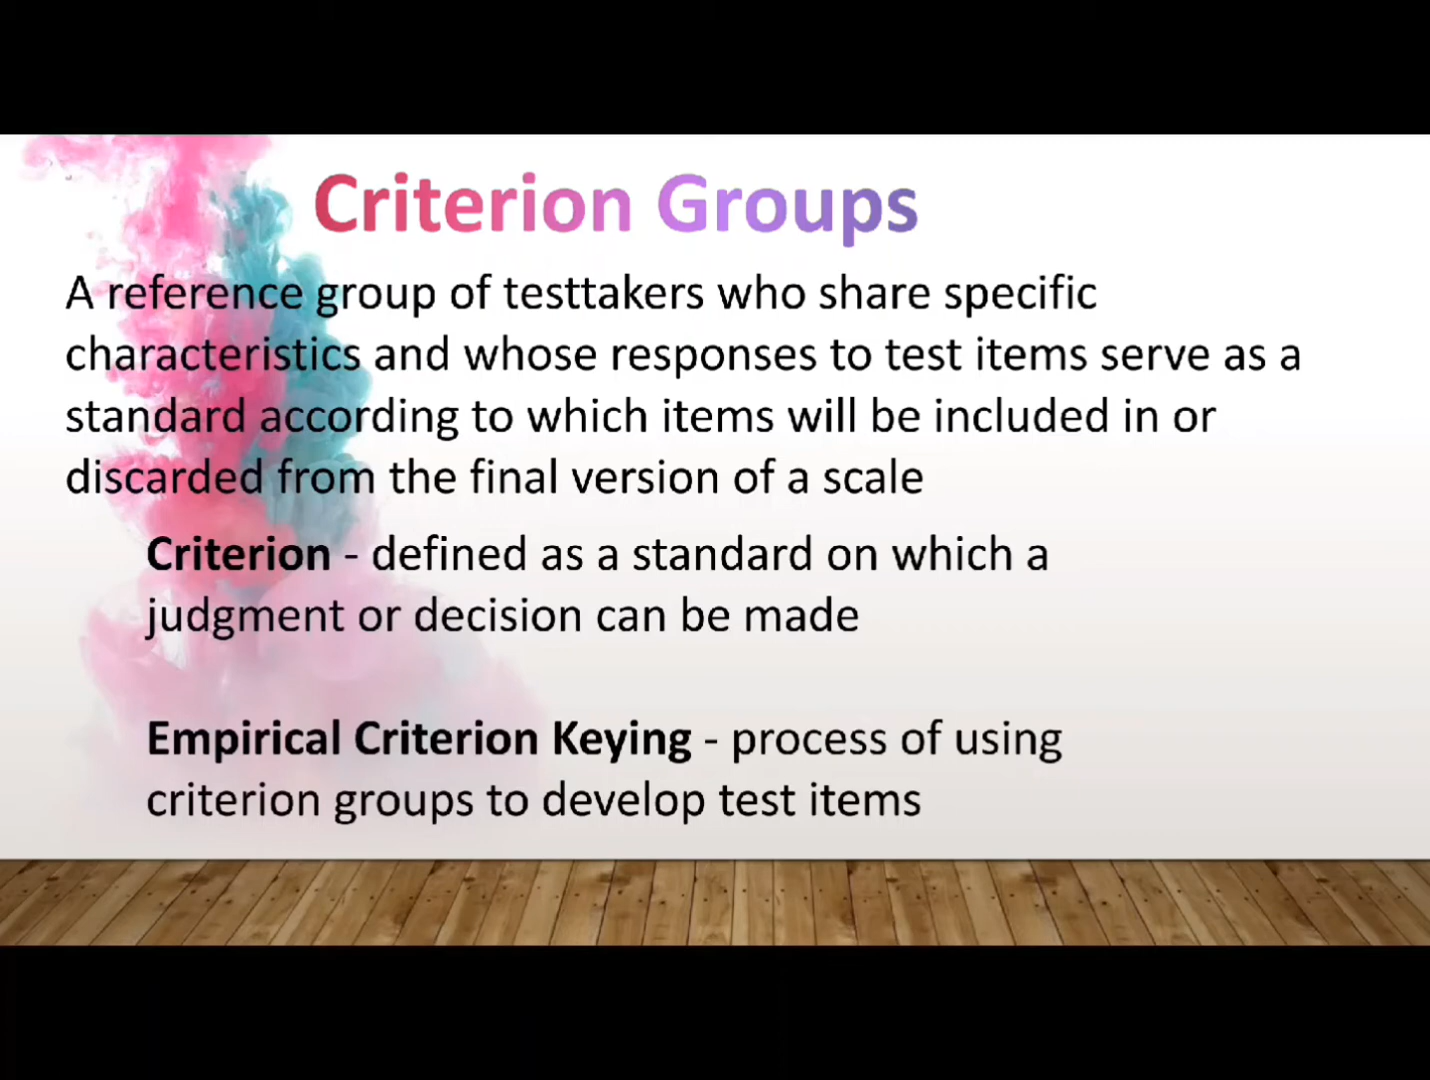 Criterion Groups
A reference group of testtakers who share specific
characteristics and whose responses to test items serve as a
standard according to which items will be included in or
discarded from the final version of a scale
Criterion - defined as a standard on which a
judgment or decision can be made
Empirical Criterion Keying - process of using
criterion groups to develop test items